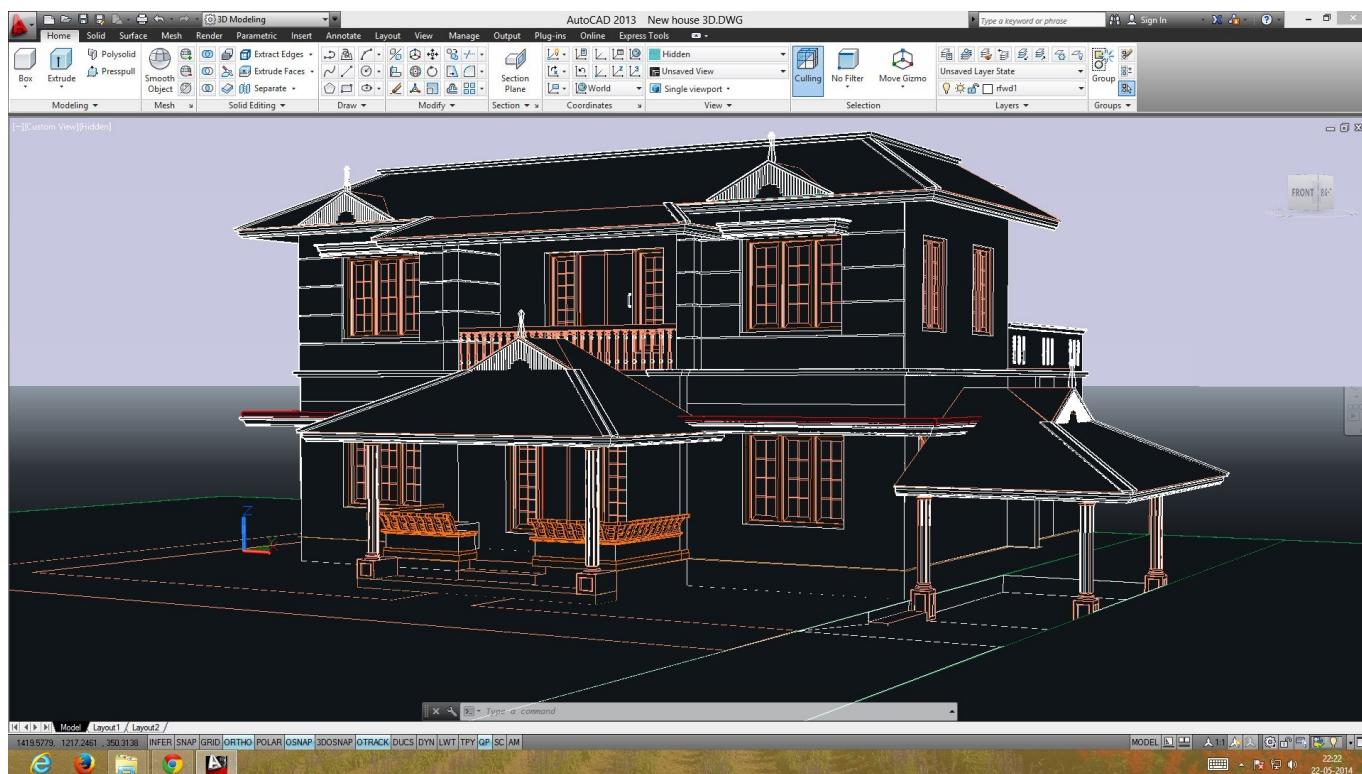 3D Modeling
AutoCAD 2013 New house 3D.DWG
Type a keyword or phrase
Sign In
Home Solid Surface Mesh Render Parametric Insert Annotate Layout View Manage Output Plug-ins Online Express Tools
Box
Extrude
Polysolid
Presspull
Smooth Object
Extract Edges
Extrude Faces
Separate
Section Plane
World
Hidden
Unsaved View
Single viewport
Culling
No Filter
Move Gizmo
Unsaved Layer State
rfwd1
Group
Modeling Mesh Solid Editing Draw Modify Section Coordinates View Selection Layers Groups
[−][Custom View][Hidden]
FRONT
Z
Type a command
Model Layout1 Layout2
1419.5779, 1217.2461 , 350.3138 INFER SNAP GRID ORTHO POLAR OSNAP 3DOSNAP OTRACK DUCS DYN LWT TPY QP SC AM MODEL 1:1
22:22
22-05-2014